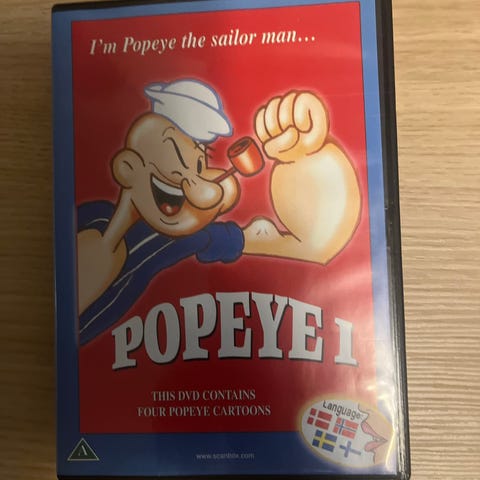 I'm Popeye the sailor man...
POPEYE 1
THIS DVD CONTAINS
FOUR POPEYE CARTOONS
Language:
A
www.scanbox.com